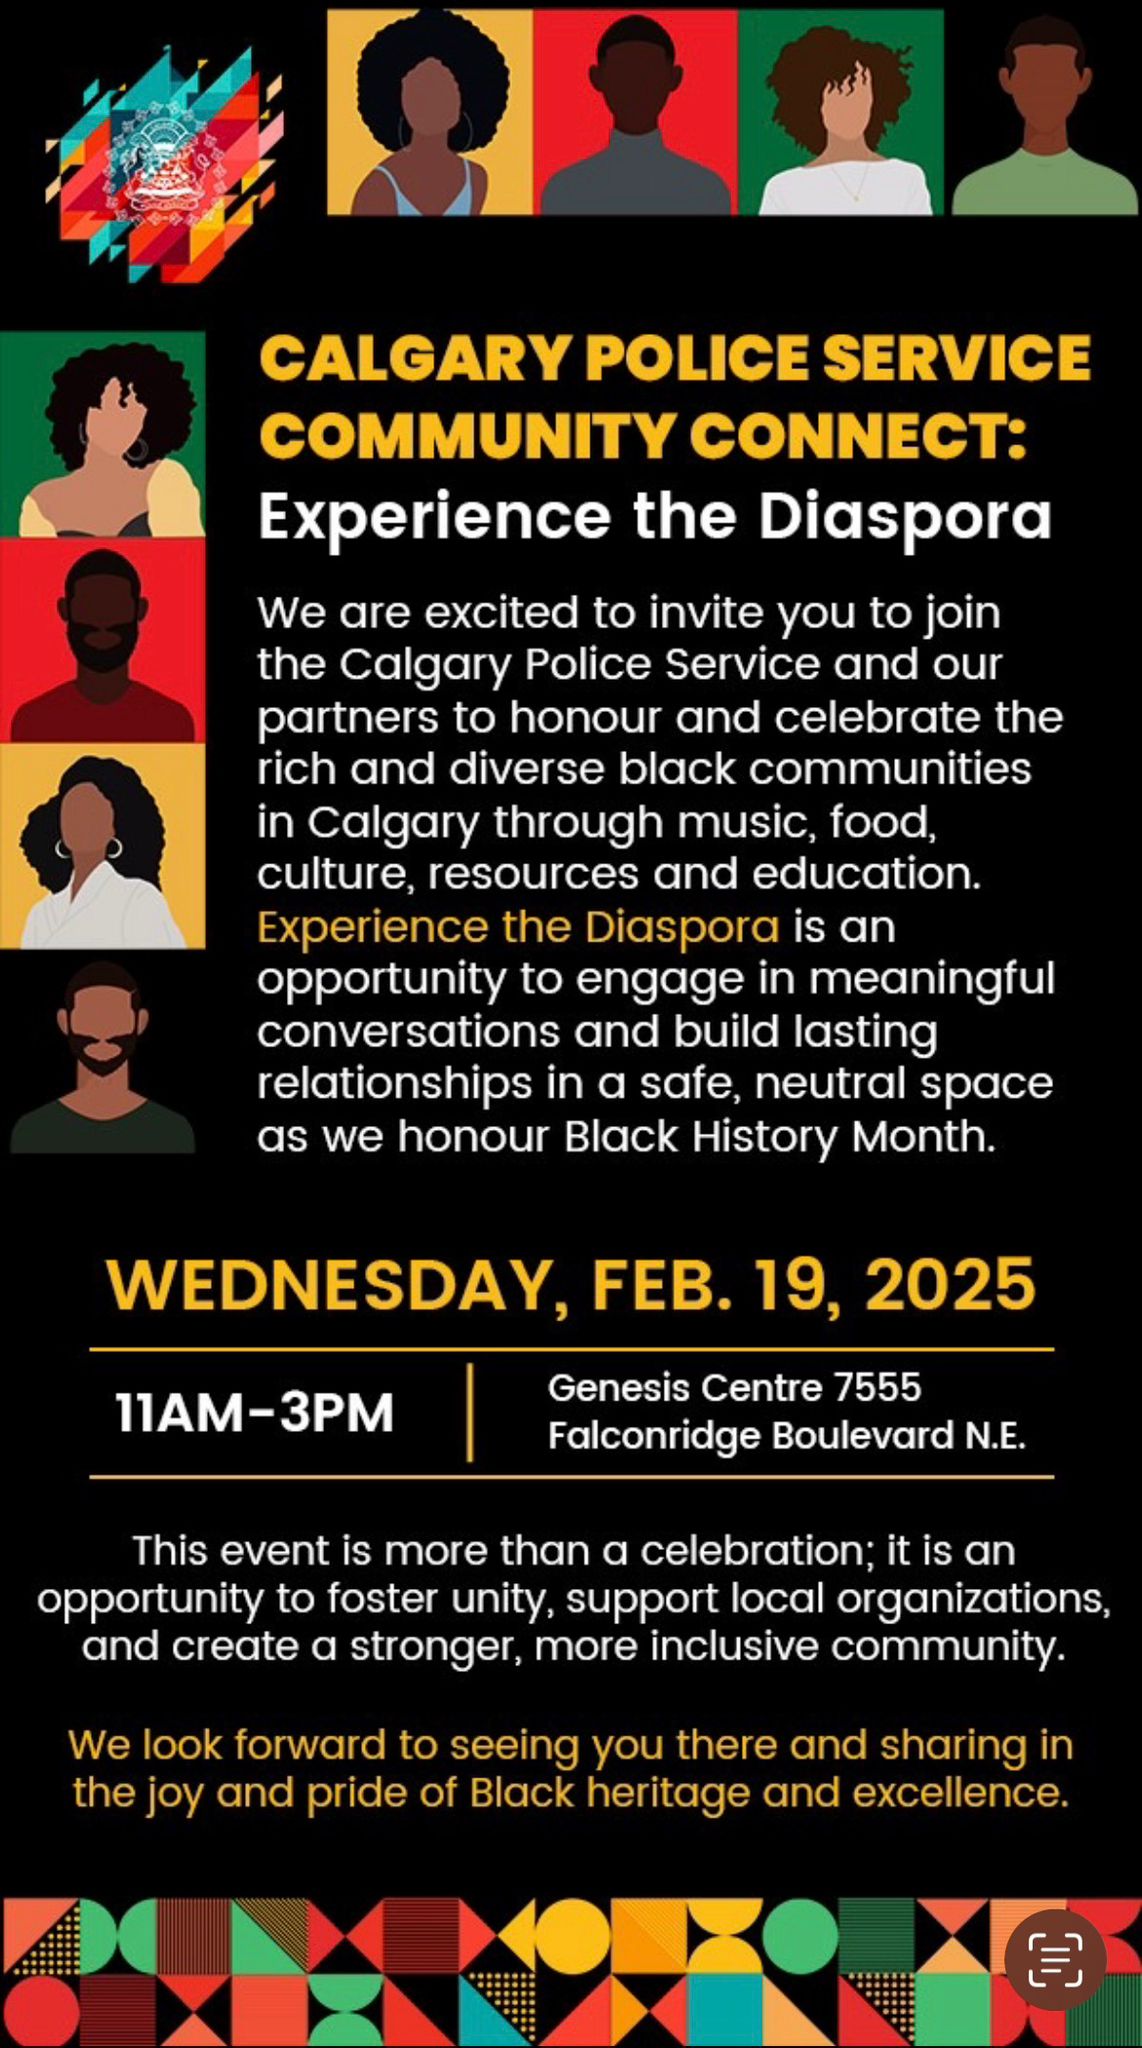 CALGARY POLICE SERVICE
COMMUNITY CONNECT:
Experience the Diaspora
We are excited to invite you to join
the Calgary Police Service and our
partners to honour and celebrate the
rich and diverse black communities
in Calgary through music, food,
culture, resources and education.
Experience the Diaspora is an
opportunity to engage in meaningful
conversations and build lasting
relationships in a safe, neutral space
as we honour Black History Month.
WEDNESDAY, FEB. 19, 2025
11AM-3PM
Genesis Centre 7555
Falconridge Boulevard N.E.
This event is more than a celebration; it is an
opportunity to foster unity, support local organizations,
and create a stronger, more inclusive community.
We look forward to seeing you there and sharing in
the joy and pride of Black heritage and excellence.